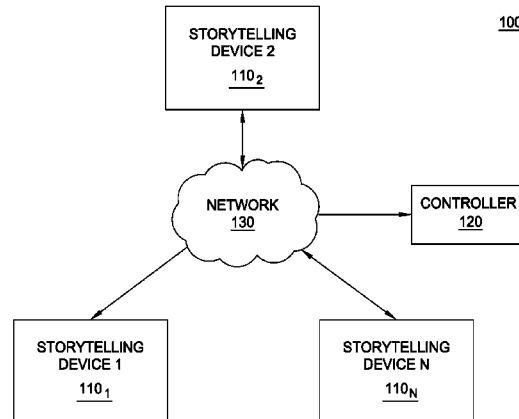 100
STORYTELLING
DEVICE 2
110₂
NETWORK
130
CONTROLLER
120
STORYTELLING
DEVICE 1
110₁
STORYTELLING
DEVICE N
110N